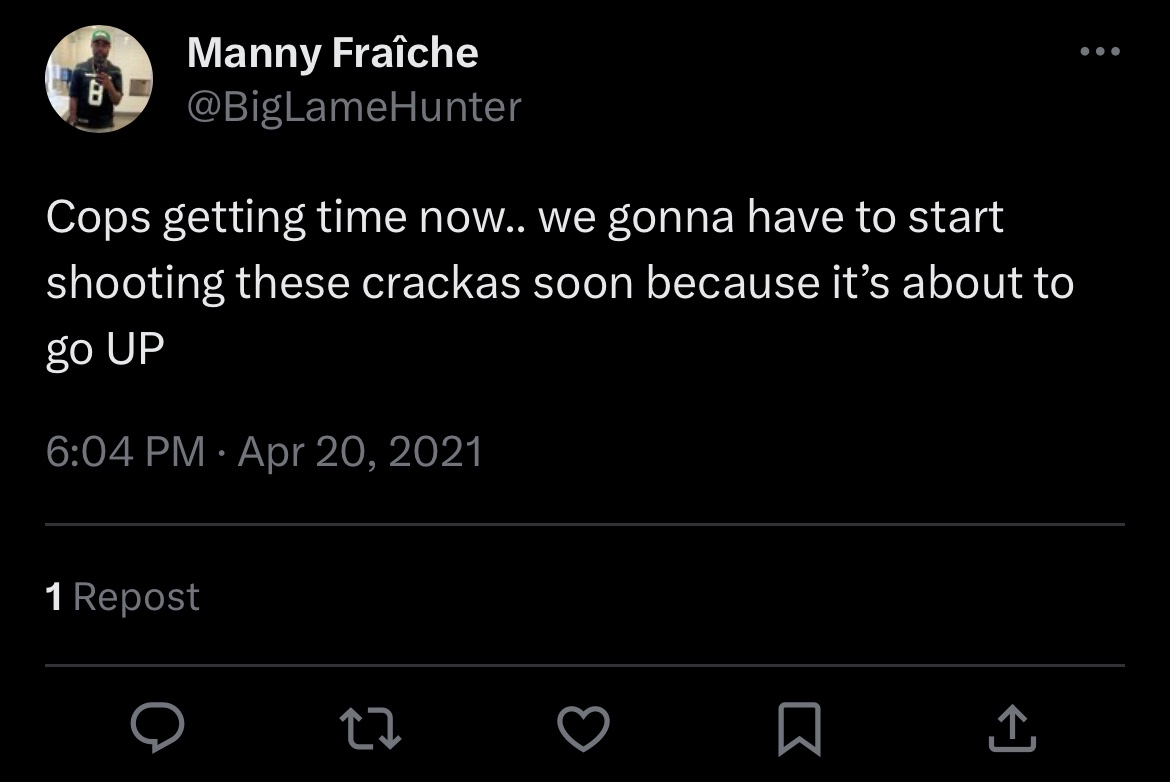 Manny Fraîche
@BigLameHunter
8
Cops getting time now.. we gonna have to start
shooting these crackas soon because it’s about to
go UP
6:04 PM · Apr 20, 2021
1 Repost